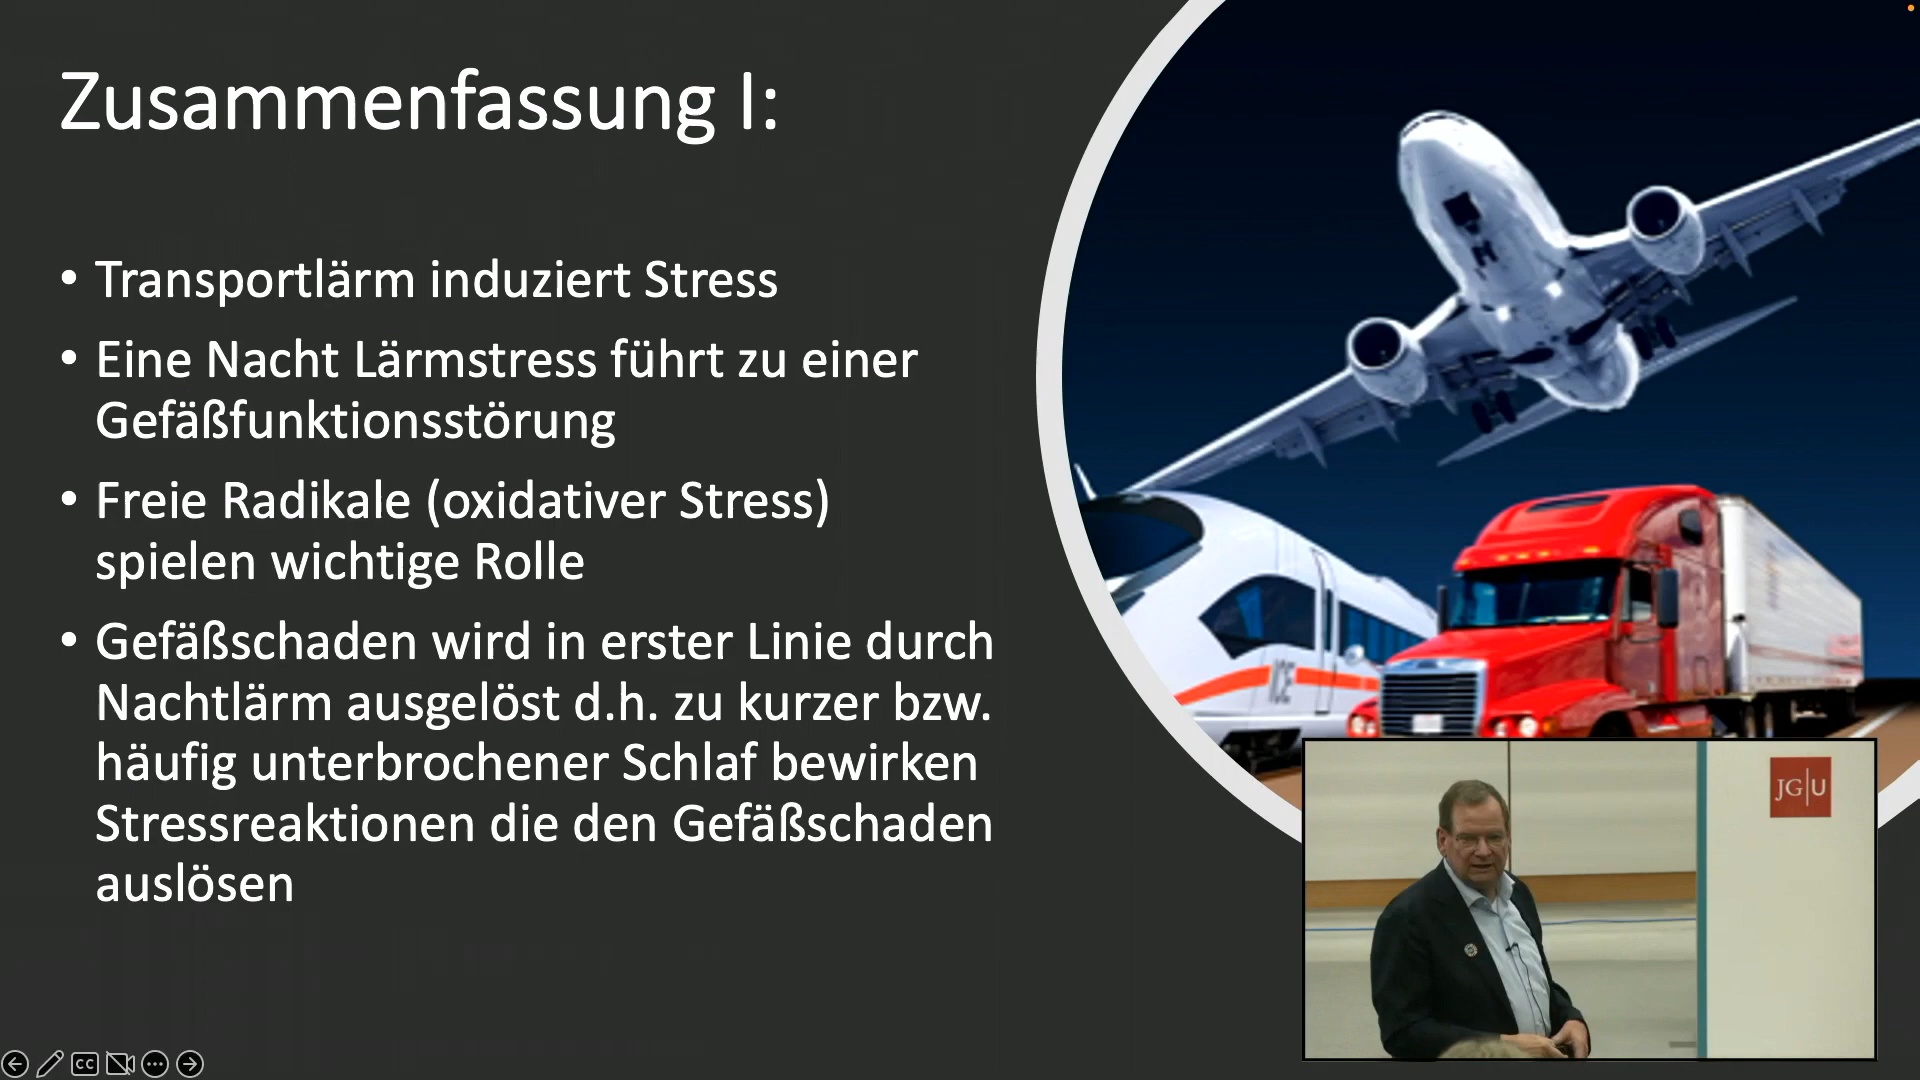 Zusammenfassung I:
• Transportlärm induziert Stress
• Eine Nacht Lärmstress führt zu einer
Gefäßfunktionsstörung
• Freie Radikale (oxidativer Stress)
spielen wichtige Rolle
• Gefäßschaden wird in erster Linie durch
Nachtlärm ausgelöst d.h. zu kurzer bzw.
häufig unterbrochener Schlaf bewirken
Stressreaktionen die den Gefäßschaden
auslösen
ICE
JG|U
CC